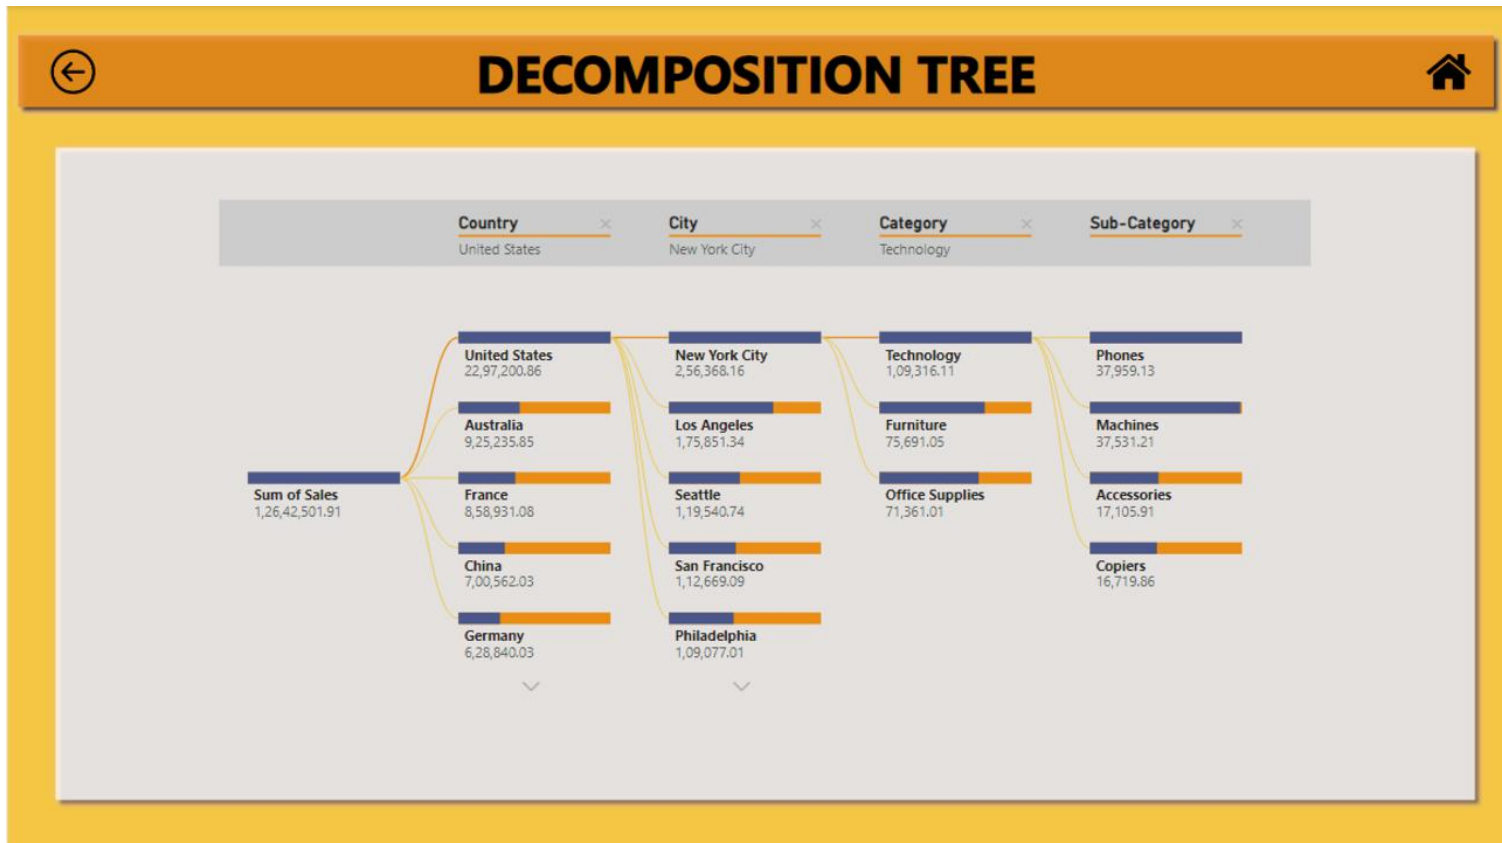 DECOMPOSITION TREE
Country
United States
City
New York City
Category
Technology
Sub-Category
Sum of Sales
1,26,42,501.91
United States
22,97,200.86
Australia
9,25,235.85
France
8,58,931.08
China
7,00,562.03
Germany
6,28,840.03
New York City
2,56,368.16
Los Angeles
1,75,851.34
Seattle
1,19,540.74
San Francisco
1,12,669.09
Philadelphia
1,09,077.01
Technology
1,09,316.11
Furniture
75,691.05
Office Supplies
71,361.01
Phones
37,959.13
Machines
37,531.21
Accessories
17,105.91
Copiers
16,719.86